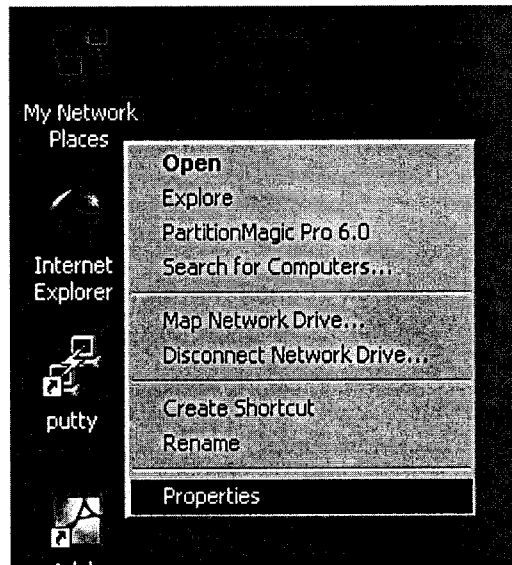 My Network
Places
Open
Explore
PartitionMagic Pro 6.0
Search for Computers...
Internet
Explorer
Map Network Drive...
Disconnect Network Drive...
putty
Create Shortcut
Rename
Properties